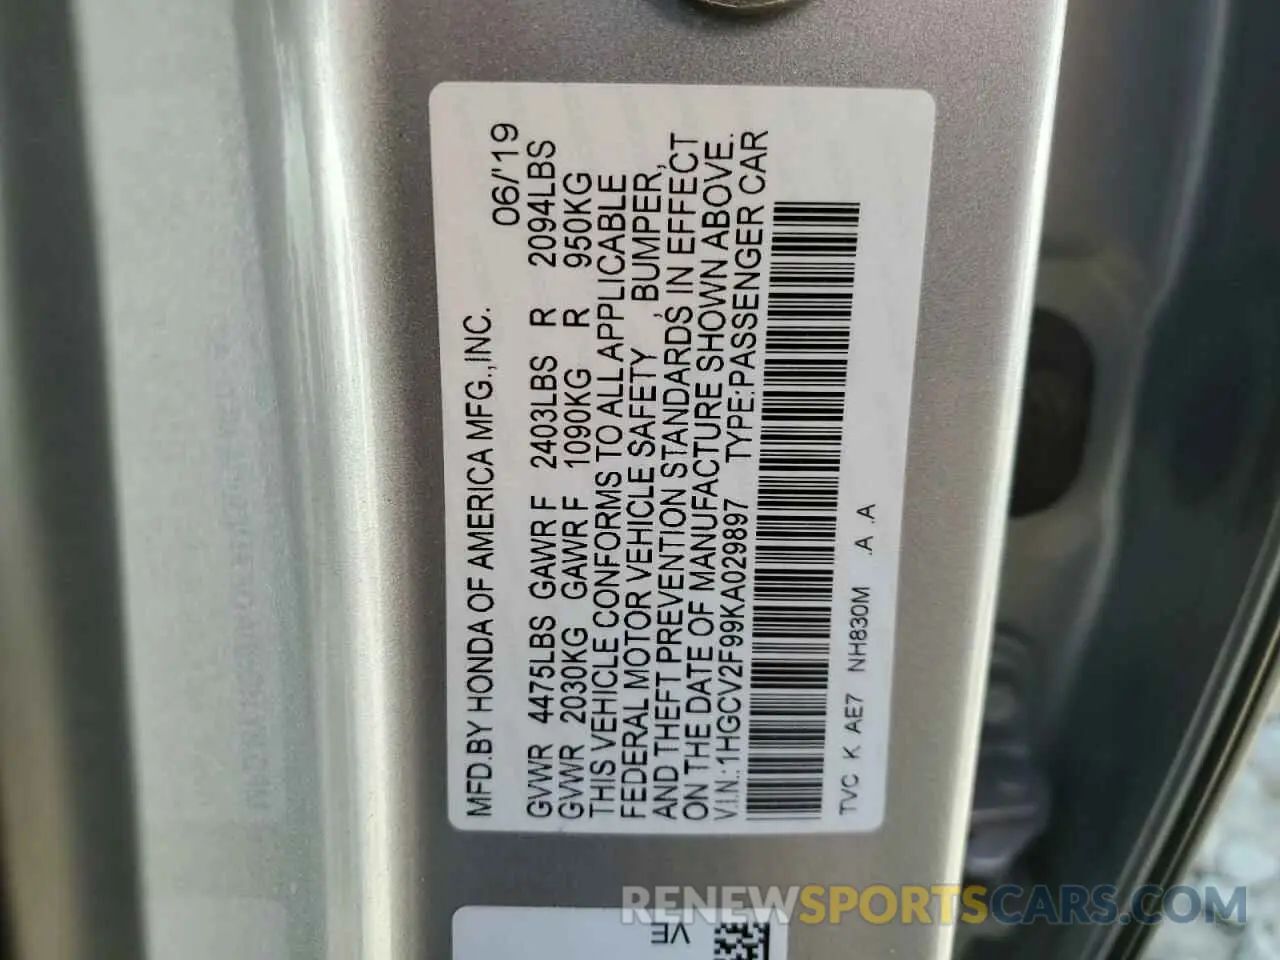 MFD.BY HONDA OF AMERICA MFG.,INC. 06/'19
GVWR 4475LBS GAWR F 2403LBS R 2094LBS
GVWR 2030KG GAWR F 1090KG R 950KG
THIS VEHICLE CONFORMS TO ALL APPLICABLE
FEDERAL MOTOR VEHICLE SAFETY , BUMPER,
AND THEFT PREVENTION STANDARDS IN EFFECT
ON THE DATE OF MANUFACTURE SHOWN ABOVE.
V.I.N.:1HGCV2F99KA029897 TYPE:PASSENGER CAR
TVC K AE7 NH830M .A .A
VE
RENEWSPORTSCARS.COM